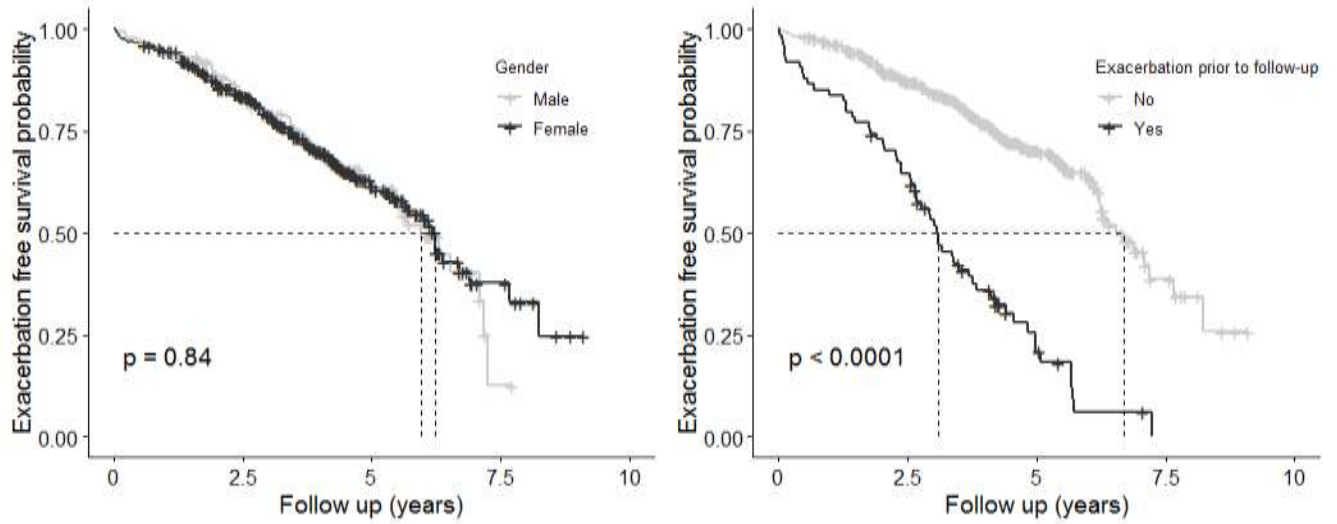 Exacerbation free survival probability
1.00
0.75
0.50
0.25
0.00
Gender
Male
Female
p = 0.84
0
2.5
5
7.5
10
Follow up (years)
Exacerbation free survival probability
1.00
0.75
0.50
0.25
0.00
Exacerbation prior to follow-up
No
Yes
p < 0.0001
0
2.5
5
7.5
10
Follow up (years)